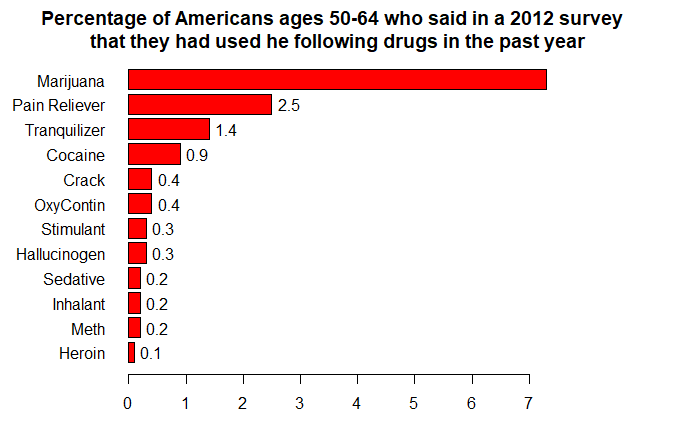 Percentage of Americans ages 50-64 who said in a 2012 survey
that they had used he following drugs in the past year
Marijuana
Pain Reliever 2.5
Tranquilizer 1.4
Cocaine 0.9
Crack 0.4
OxyContin 0.4
Stimulant 0.3
Hallucinogen 0.3
Sedative 0.2
Inhalant 0.2
Meth 0.2
Heroin 0.1
0 1 2 3 4 5 6 7